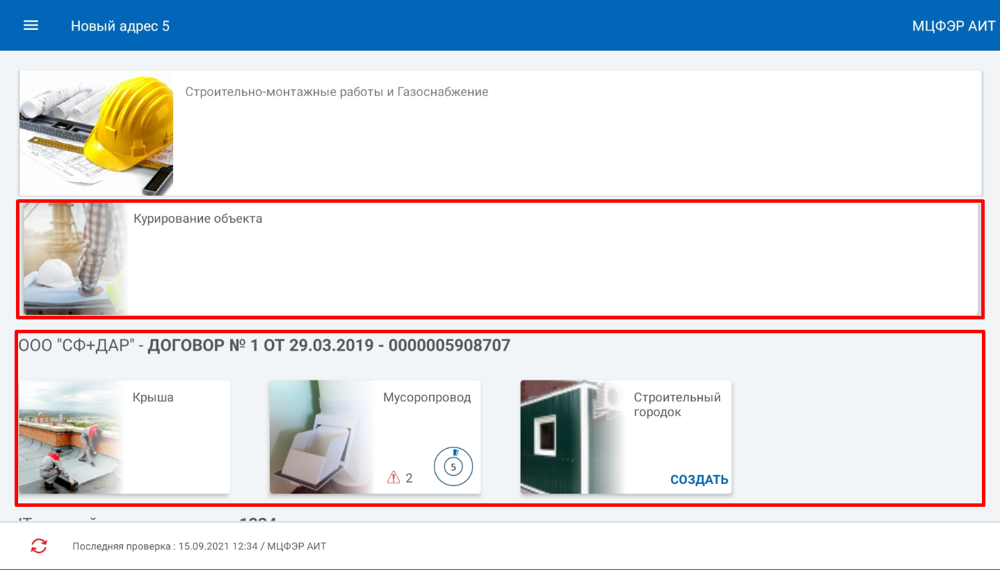 Новый адрес 5
МЦФЭР АИТ
Строительно-монтажные работы и Газоснабжение
Курирование объекта
ООО "СФ+ДАР" - ДОГОВОР № 1 ОТ 29.03.2019 - 0000005908707
Крыша
Мусоропровод
2
5
Строительный
городок
СОЗДАТЬ
Последняя проверка : 15.09.2021 12:34 / МЦФЭР АИТ